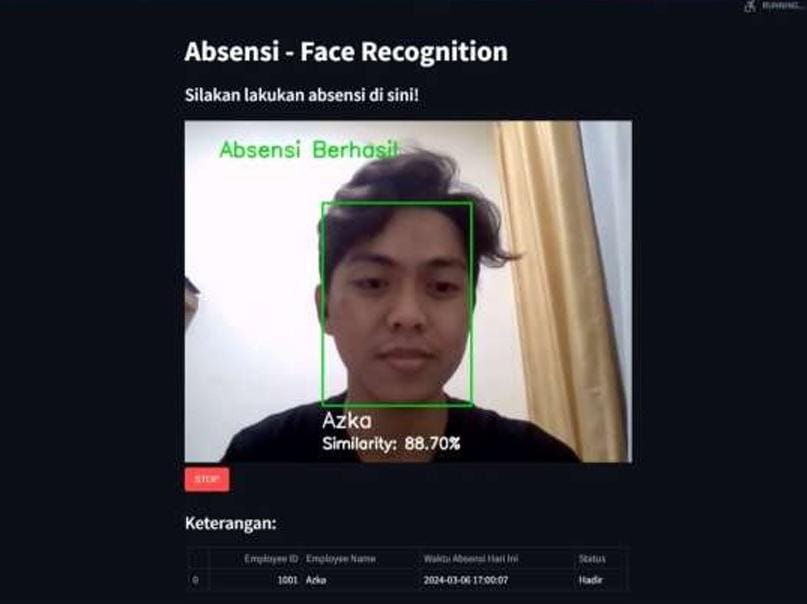 RUNNING...
Absensi - Face Recognition
Silakan lakukan absensi di sini!
Absensi Berhasil
Azka
Similarity: 88.70%
STOP
Keterangan:
Employee ID Employee Name Waktu Absensi Hari Ini Status
0 1001 Azka 2024-03-06 17:00:07 Hadir